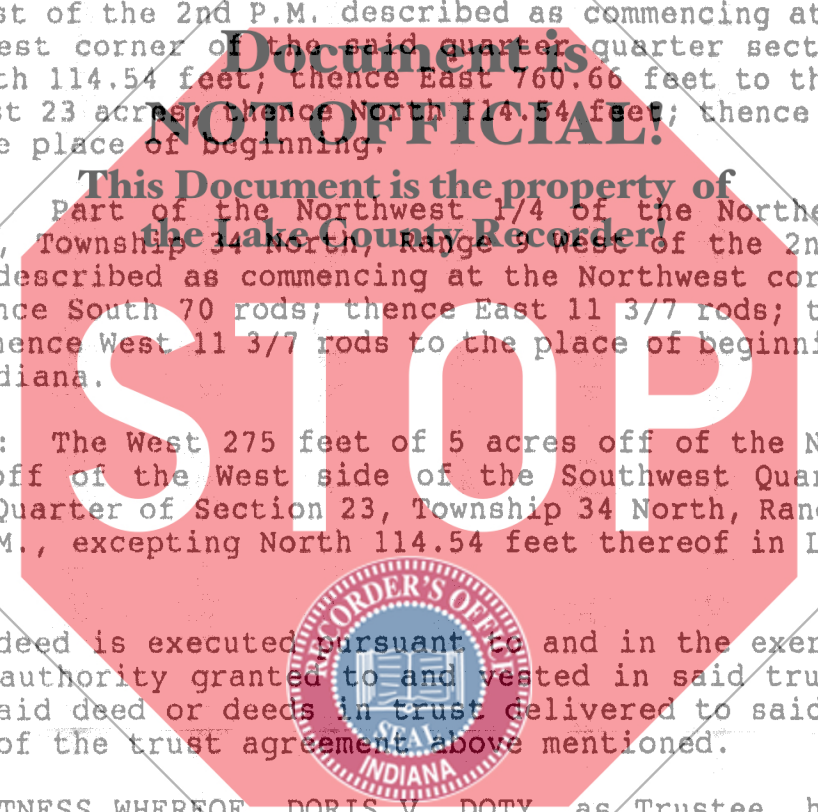 st of the 2nd P.M. described as commencing at
est corner of the said quarter quarter sect
Document is
th 114.54 feet; thence East 760.66 feet to th
st 23 acres; thence North 114.54 feet; thence
NOT OFFICIAL!
e place of beginning.
This Document is the property of
Part of the Northwest 1/4 of the Northe
the Lake County Recorder!
, Township 34 North, Range 9 West of the 2n
described as commencing at the Northwest cor
nce South 70 rods; thence East 11 3/7 rods; t
hence West 11 3/7 rods to the place of beginni
diana.
STOP
: The West 275 feet of 5 acres off of the N
off of the West side of the Southwest Quar
Quarter of Section 23, Township 34 North, Ran
M., excepting North 114.54 feet thereof in L
RECORDER'S OFFICE
deed is executed pursuant to and in the exer
authority granted to and vested in said tru
aid deed or deeds in trust delivered to said
SEAL
of the trust agreement above mentioned.
INDIANA
TNESS WHEREOF, DORIS V. DOTY, as Trustee, h